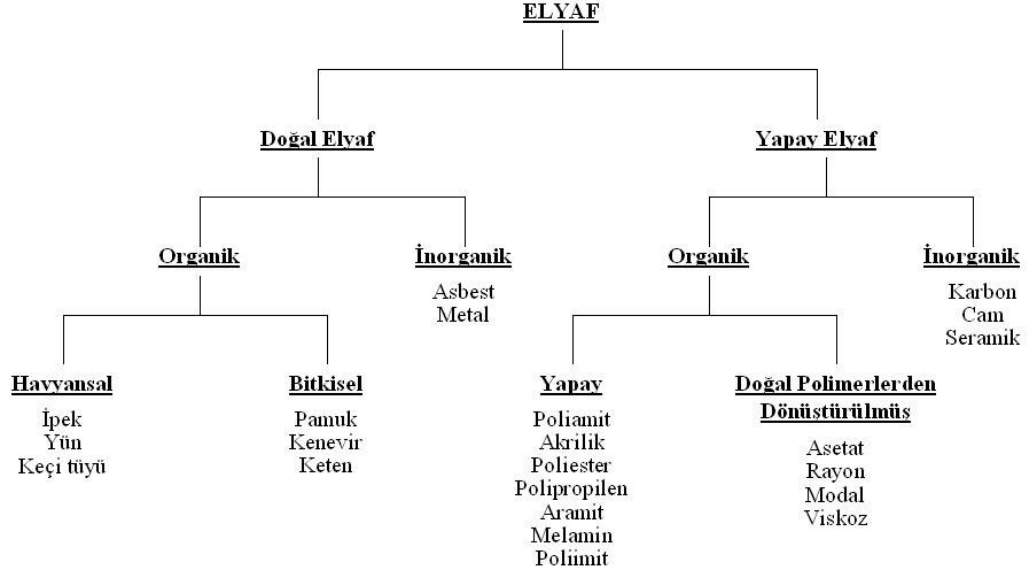 ELYAF
Doğal Elyaf
Yapay Elyaf
Organik
İnorganik
Asbest
Metal
Organik
İnorganik
Karbon
Cam
Seramik
Havyansal
İpek
Yün
Keçi tüyü
Bitkisel
Pamuk
Kenevir
Keten
Yapay
Poliamit
Akrilik
Poliester
Polipropilen
Aramit
Melamin
Poliimit
Doğal Polimerlerden
Dönüstürülmüs
Asetat
Rayon
Modal
Viskoz